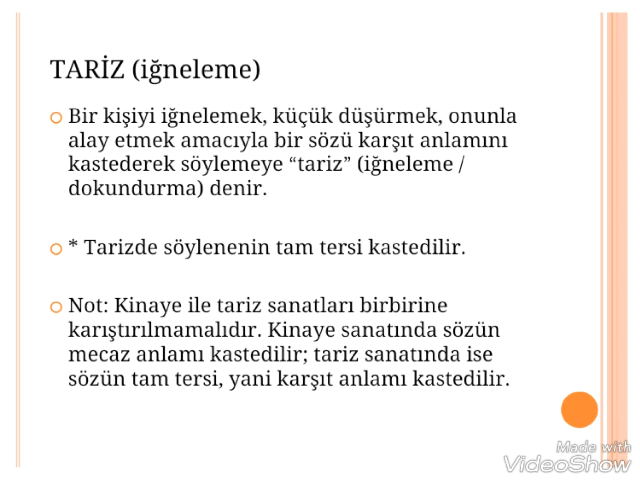 TARİZ (iğneleme)
Bir kişiyi iğnelemek, küçük düşürmek, onunla
alay etmek amacıyla bir sözü karşıt anlamını
kastederek söylemeye “tariz” (iğneleme /
dokundurma) denir.
* Tarizde söylenenin tam tersi kastedilir.
Not: Kinaye ile tariz sanatları birbirine
karıştırılmamalıdır. Kinaye sanatında sözün
mecaz anlamı kastedilir; tariz sanatında ise
sözün tam tersi, yani karşıt anlamı kastedilir.
Made with
VideoShow